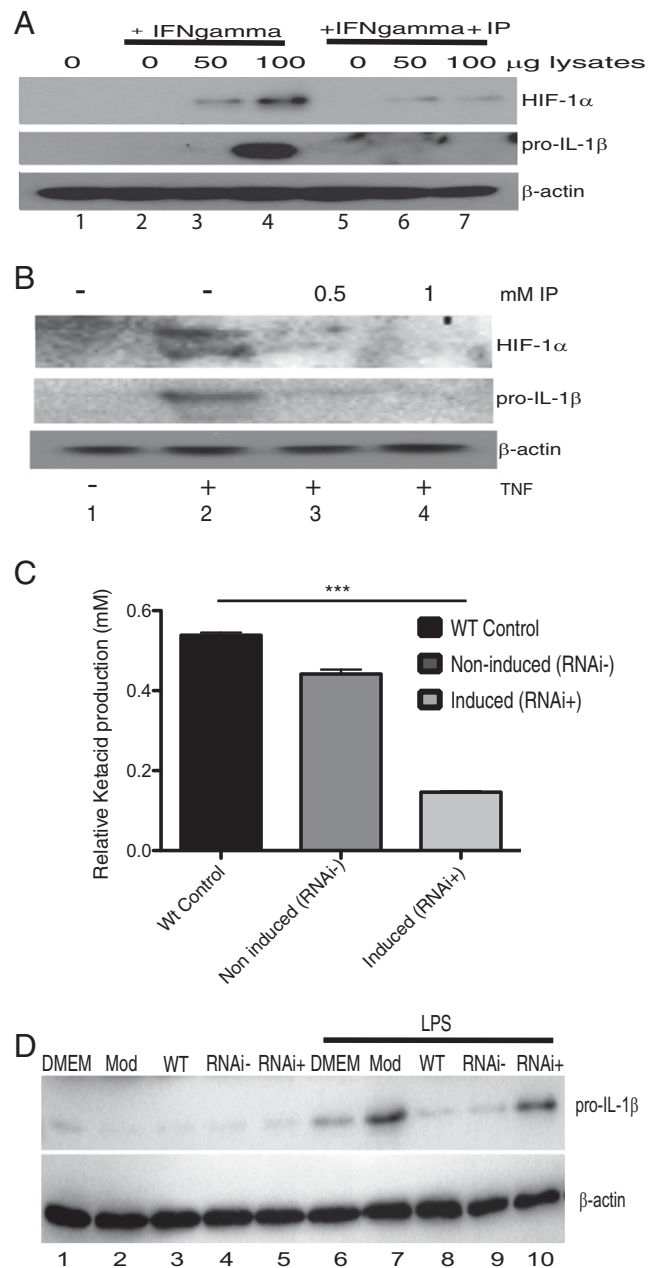 A
+ IFNgamma
+IFNgamma+ IP
0 0 50 100 0 50 100 μg lysates
HIF-1α
pro-IL-1β
β-actin
1 2 3 4 5 6 7
B
- - 0.5 1 mM IP
HIF-1α
pro-IL-1β
β-actin
- + + + TNF
1 2 3 4
C
Relative Ketacid production (mM)
0.6
0.4
0.2
0.0
***
WT Control
Non-induced (RNAi-)
Induced (RNAi+)
Wt Control
Non induced (RNAi-)
Induced (RNAi+)
D
LPS
DMEM Mod WT RNAi- RNAi+ DMEM Mod WT RNAi- RNAi+
pro-IL-1β
β-actin
1 2 3 4 5 6 7 8 9 10